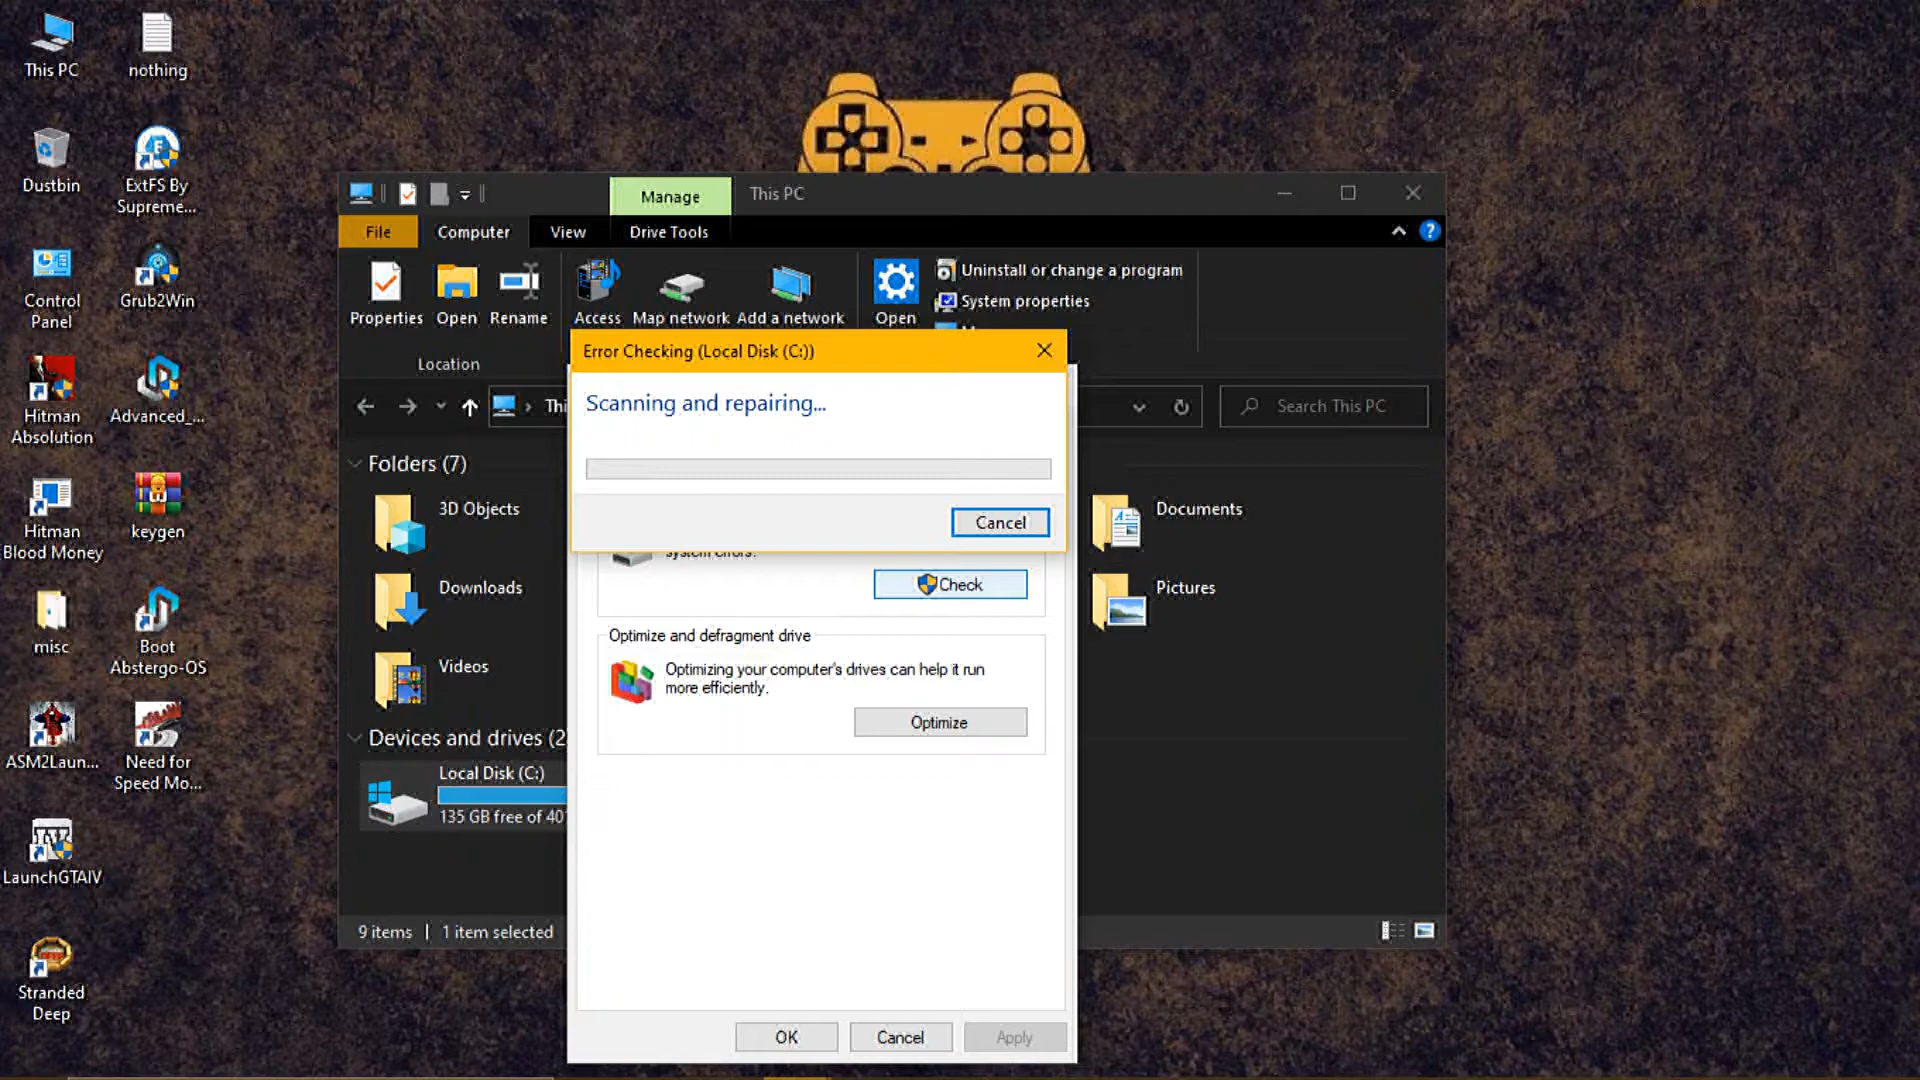 This PC
nothing
Dustbin
ExtFS By
Supreme...
Control
Panel
Grub2Win
Hitman
Absolution
Advanced_...
Hitman
Blood Money
keygen
misc
Boot
Abstergo-OS
ASM2Laun...
Need for
Speed Mo...
LaunchGTAIV
Stranded
Deep
Manage
This PC
File
Computer
View
Drive Tools
Properties
Open
Rename
Access
Map network
Add a network
Open
Uninstall or change a program
System properties
Location
Error Checking (Local Disk (C:))
Scanning and repairing...
Cancel
Search This PC
Folders (7)
3D Objects
Downloads
Videos
Documents
Pictures
system errors.
Check
Optimize and defragment drive
Optimizing your computer's drives can help it run
more efficiently.
Optimize
Devices and drives (2
Local Disk (C:)
135 GB free of 40
9 items
1 item selected
OK
Cancel
Apply